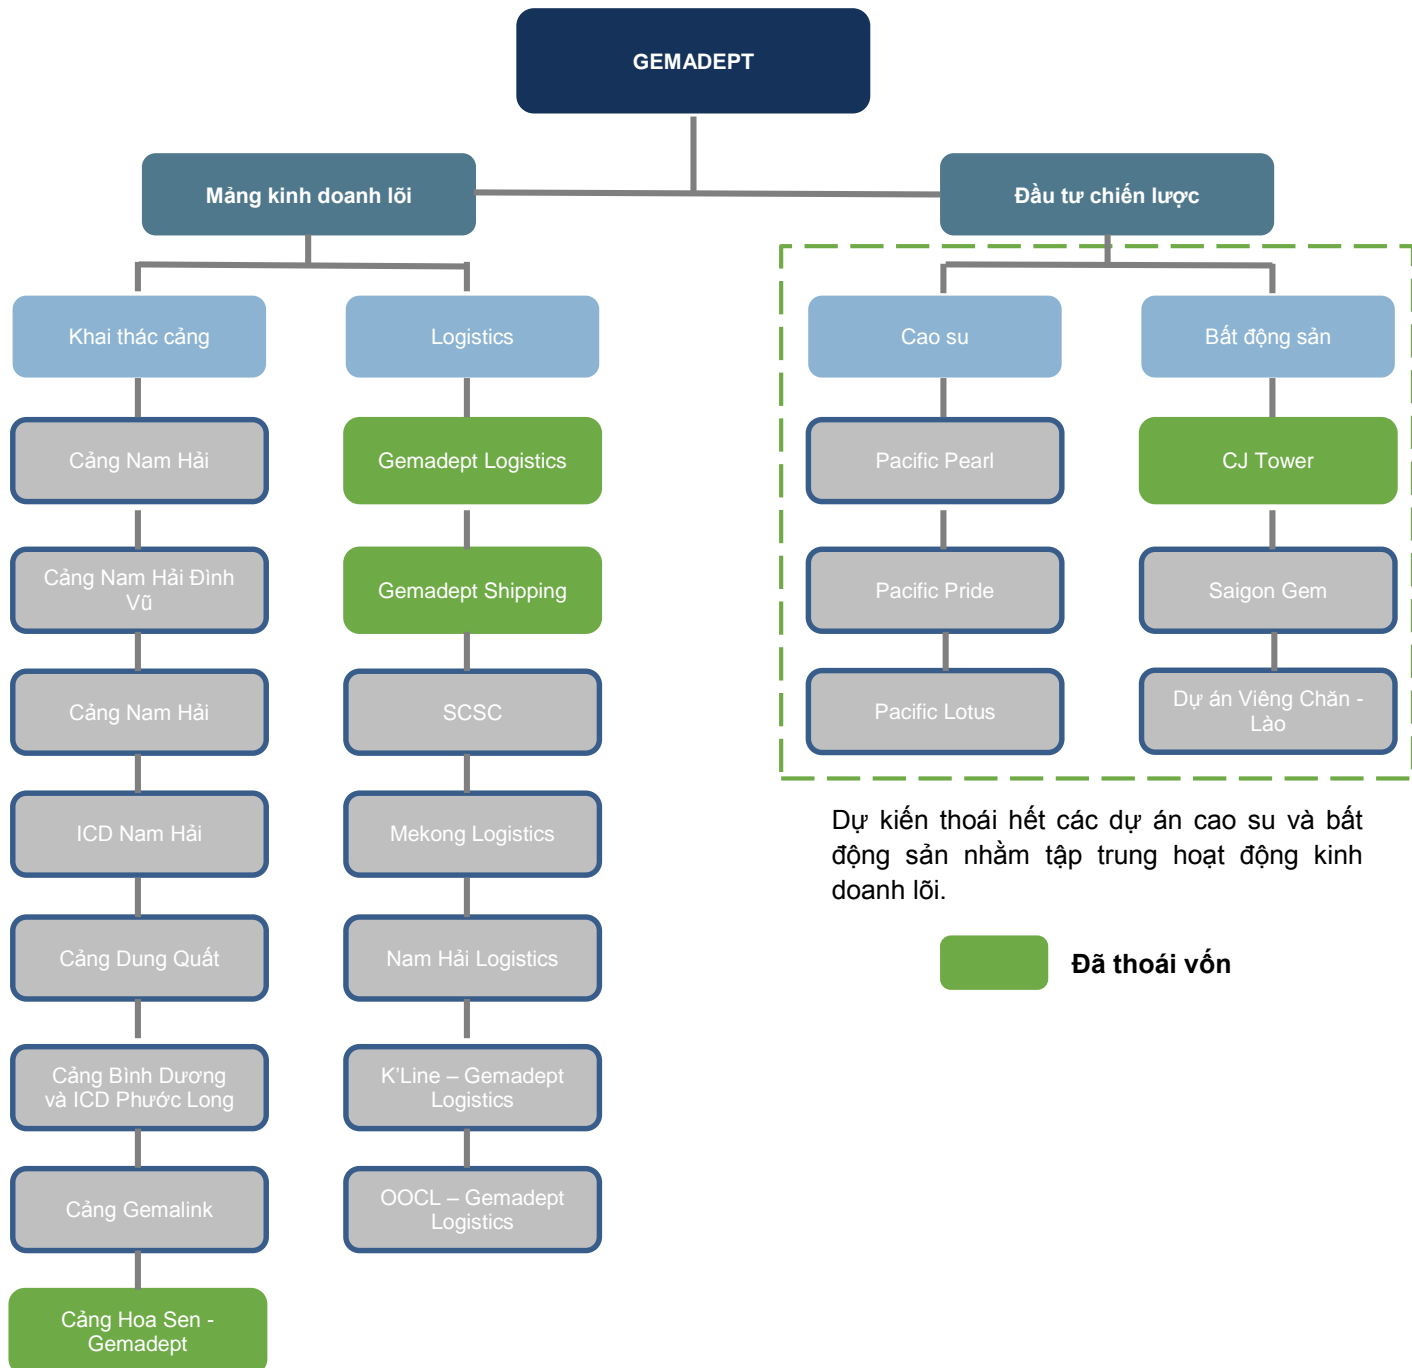 GEMADEPT
Mảng kinh doanh lõi
Đầu tư chiến lược
Khai thác cảng
Logistics
Cao su
Bất động sản
Cảng Nam Hải
Gemadept Logistics
Pacific Pearl
CJ Tower
Cảng Nam Hải Đình
Vũ
Gemadept Shipping
Pacific Pride
Saigon Gem
Cảng Nam Hải
SCSC
Pacific Lotus
Dự án Viêng Chăn -
Lào
ICD Nam Hải
Mekong Logistics
Dự kiến thoái hết các dự án cao su và bất
động sản nhằm tập trung hoạt động kinh
doanh lõi.
Cảng Dung Quất
Nam Hải Logistics
Đã thoái vốn
Cảng Bình Dương
và ICD Phước Long
K'Line – Gemadept
Logistics
Cảng Gemalink
OOCL – Gemadept
Logistics
Cảng Hoa Sen -
Gemadept